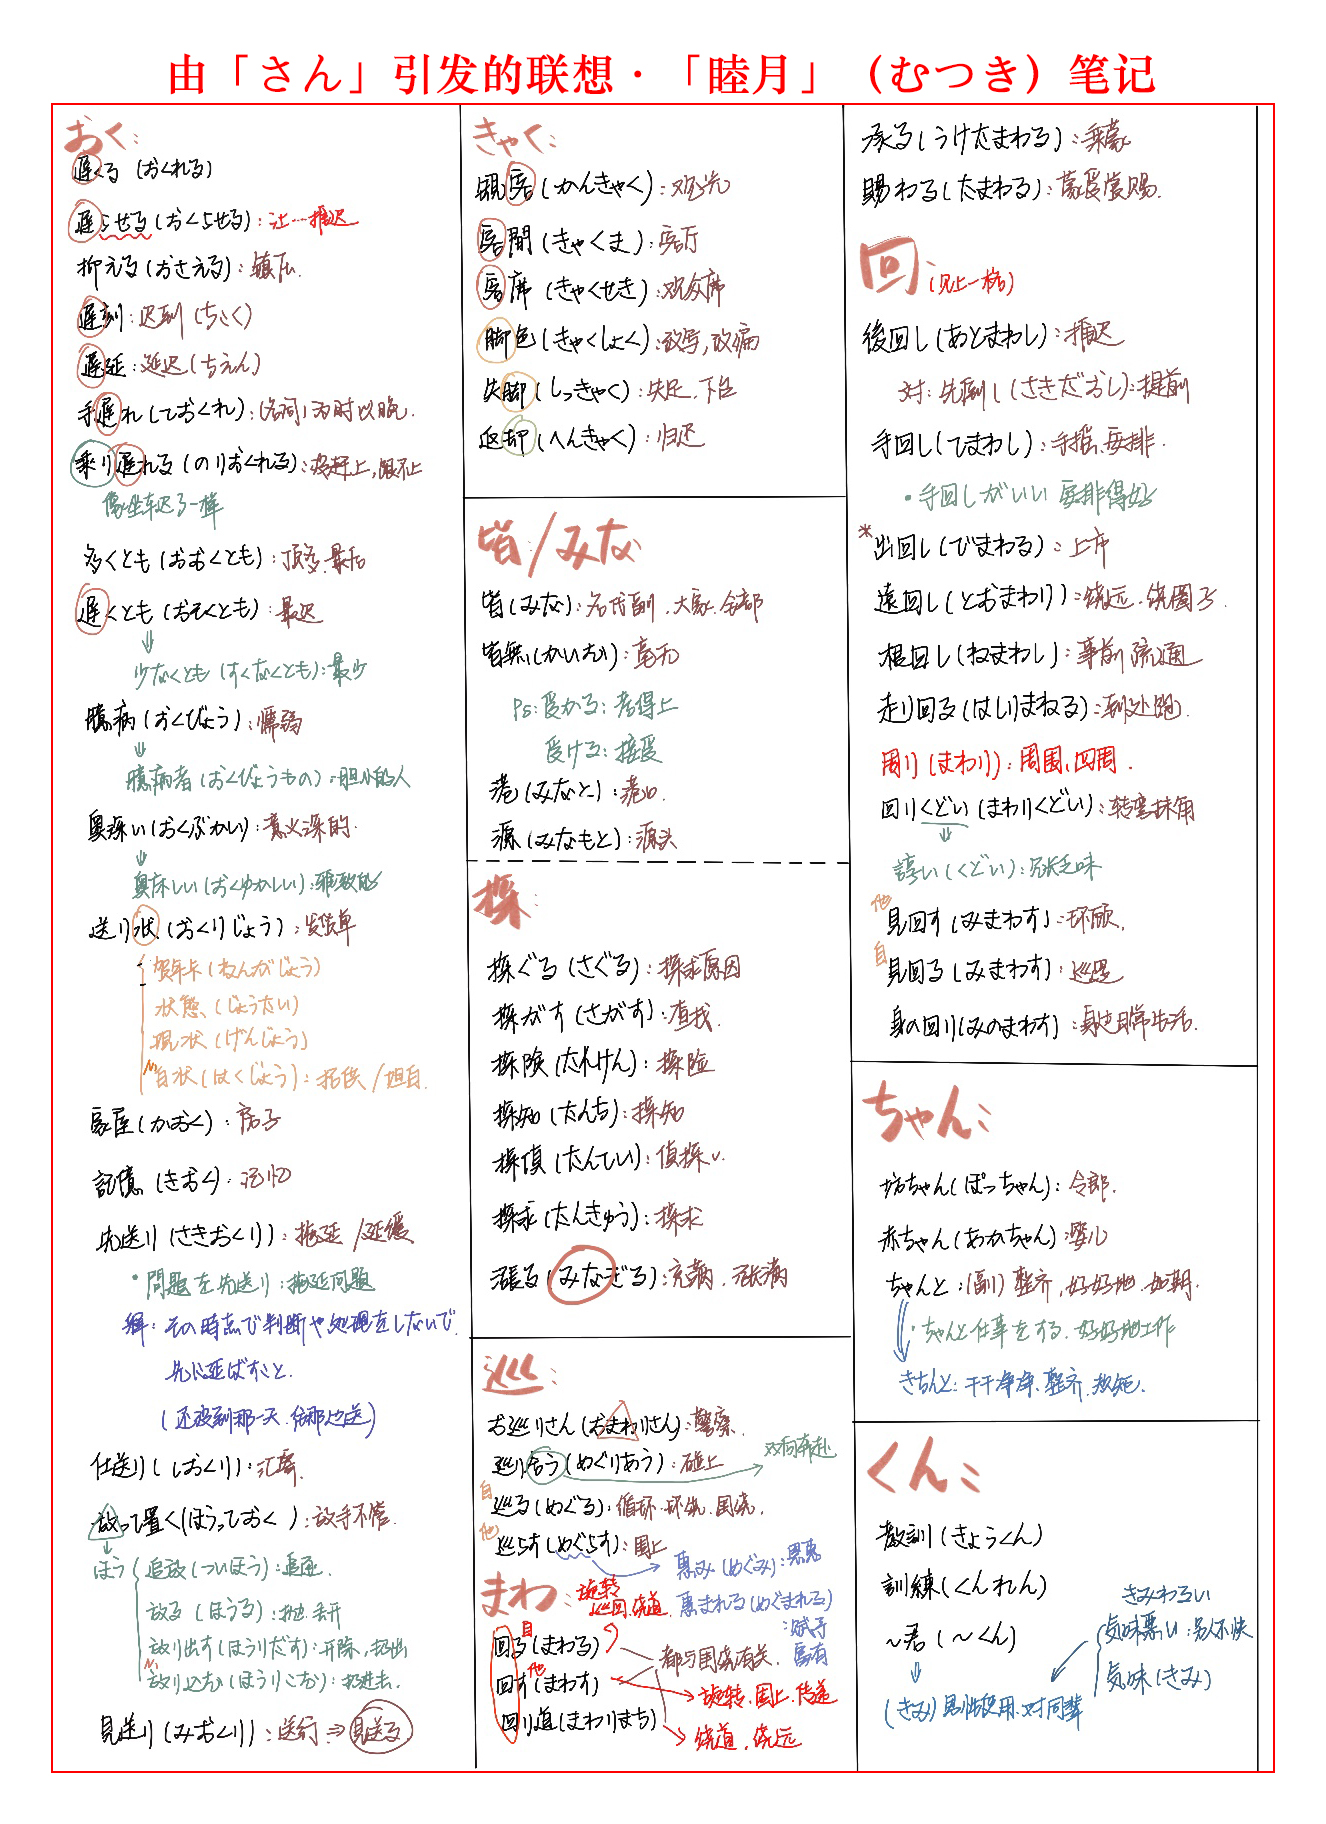 由「さん」引发的联想·「睦月」（むつき）笔记
おく：
遅くる (おくれる)
遅らせる(おくらせる)：让…推迟
抑える(おさえる)：镇压.
遅刻：迟到 (ちこく)
遅延：延迟(ちえん)
手遅れ(ておくれ)：(名词)为时以晚.
乗り遅れる (のりおくれる)：没赶上,跟不上
像坐车迟了一样
多くとも(おおくとも)：顶多.最后
遅くとも(おそくとも)：最迟
少なくとも (すくなくとも)：最少
臆病(おくびょう)：懦弱
臆病者 (おくびょうもの)：胆小的人
奥深い(おくぶかい)：意义深的.
奥床しい(おくゆかしい)：雅致的
送り状 (おくりじょう)：发货单
贺年卡 (ねんがじょう)
状態 (じょうたい)
現状 (げんじょう)
白状 (はくじょう)：招供/坦白.
家屋(かおく)：房子
記憶 (きおく)：记忆
先送り(さきおくり)：拖延/延缓
・問題を先送り：拖延问题
解：その時点で判断や処理をしないで
先に延ばすこと.
(还没到那一天.给那边送)
仕送り(しおくり)：汇寄.
放って置く(ほうっておく)：放手不管.
ほう
追放(ついほう)：追逐.
放る (ほうる)：抛.丢开
放り出す(ほうりだす)：开除,扔出
放り込む(ほうりこむ)：扔进去.
見送り(みおくり)：送行⇒見送る
きゃく：
観客(かんきゃく)：观光
客間(きゃくま)：客厅
客席 (きゃくせき)：观众席
脚色(きゃくしょく)：改写,改编
失脚(しっきゃく)：失足.下台
返却(へんきゃく)：归还
皆/みな
皆(みな)：名代副.大家.全部
皆無(かいむ)：毫无
Ps：受かる：考得上
受ける：接受
港(みなと)：港口.
源(みなもと)：源头
探：
探ぐる (さぐる)：探求原因
探がす(さがす)：查找.
探険(たんけん)：探险
探知(たんち)：探知
探偵(たんてい)：侦探ν.
探求(たんきゅう)：探求
漲る(みなぎる)：充满.涨满
巡：
お巡りさん(おまわりさん)：警察.
巡り合う(めぐりあう)：碰上
双向奔赴
自 巡る(めぐる)：循环.环绕.围绕.
他 巡らす(めぐらす)：围上
恵み(めぐみ)：恩惠
恵まれる(めぐまれる)
：赋予
富有
まわ：
旋转
巡回.绕道.
回る(まわる) 自
回す(まわす) 他
回り道(まわりまち)
都与围绕有关.
旋转.围上.传递
绕道.绕远
承る(うけたまわる)：承蒙
賜わる(たまわる)：蒙受赏赐.
回：(见上一格)
後回し(あとまわし)：推迟
对：先倒し(さきだおし)：提前
手回し(てまわし)：手摇.安排.
・手回しがいい 安排得好
*出回し(でまわる)：上市
遠回し(とおまわり)：绕远.绕圈子.
根回し(ねまわし)：事前疏通
走り回る(はしりまねる)：到处跑.
周り(まわり)：周围.四周.
回りくどい(まわりくどい)：转弯抹角
諄い(くどい)：冗长乏味
他 見回す(みまわす)：环顾.
自 見回る(みまわす)：巡逻
身の回り(みのまわす)：身边日常生活.
ちゃん：
坊ちゃん(ぼっちゃん)：令郎.
赤ちゃん(あかちゃん)：婴儿
ちゃんと：(副)整齐,好好地.如期.
・ちゃんと仕事をする.好好地工作
きちんと：干干净净.整齐.规矩.
くん：
教訓(きょうくん)
訓練(くんれん)
～君(～くん)
(きみ)男性使用.对同辈
きみわるい
気味悪い：令人不快
気味(きみ)